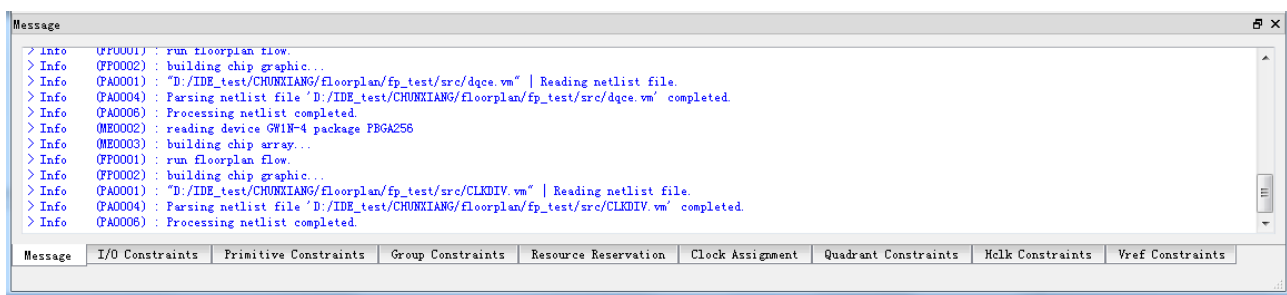 Message
> Info (FP0001) : run floorplan flow.
> Info (FP0002) : building chip graphic...
> Info (PA0001) : "D:/IDE_test/CHUNXIANG/floorplan/fp_test/src/dqce.vm" | Reading netlist file.
> Info (PA0004) : Parsing netlist file 'D:/IDE_test/CHUNXIANG/floorplan/fp_test/src/dqce.vm' completed.
> Info (PA0006) : Processing netlist completed.
> Info (ME0002) : reading device GW1N-4 package PBGA256
> Info (ME0003) : building chip array...
> Info (FP0001) : run floorplan flow.
> Info (FP0002) : building chip graphic...
> Info (PA0001) : "D:/IDE_test/CHUNXIANG/floorplan/fp_test/src/CLKDIV.vm" | Reading netlist file.
> Info (PA0004) : Parsing netlist file 'D:/IDE_test/CHUNXIANG/floorplan/fp_test/src/CLKDIV.vm' completed.
> Info (PA0006) : Processing netlist completed.
Message I/O Constraints Primitive Constraints Group Constraints Resource Reservation Clock Assignment Quadrant Constraints Hclk Constraints Vref Constraints